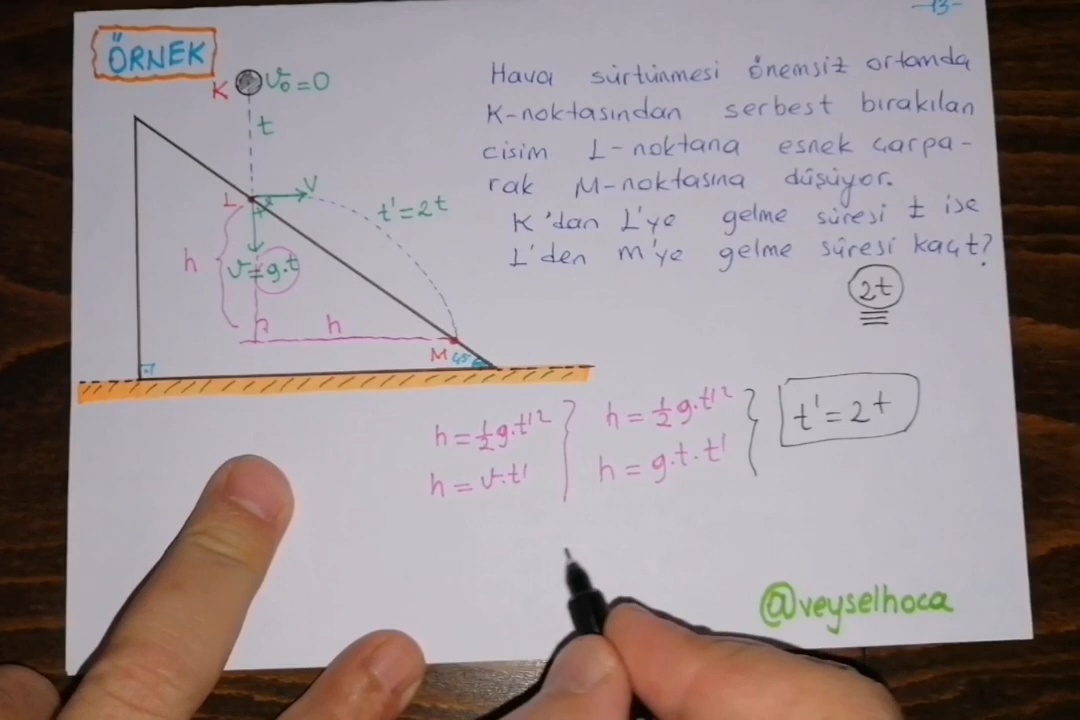 -13-
ÖRNEK
K v₀=0
t
L V
t'=2t
h
v=g.t
h
M 45
Hava sürtünmesi önemsiz ortamda
K-noktasından serbest bırakılan
cisim L-noktana esnek çarpa-
rak M-noktasına düşüyor.
K'dan L'ye gelme süresi t ise
L'den M'ye gelme süresi kaç t?
2t
h=½g.t'²
h=v.t'
h=½g.t'²
h=g.t.t'
t'=2t
@veyselhoca